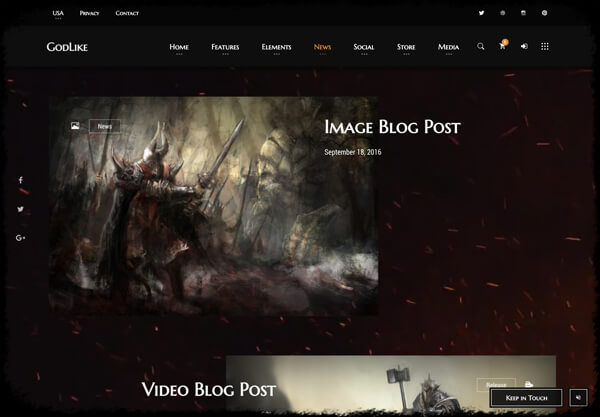 USA Privacy Contact
GodLike Home Features Elements News Social Store Media
News
Image Blog Post
September 18, 2016
Video Blog Post
Release
Keep in Touch